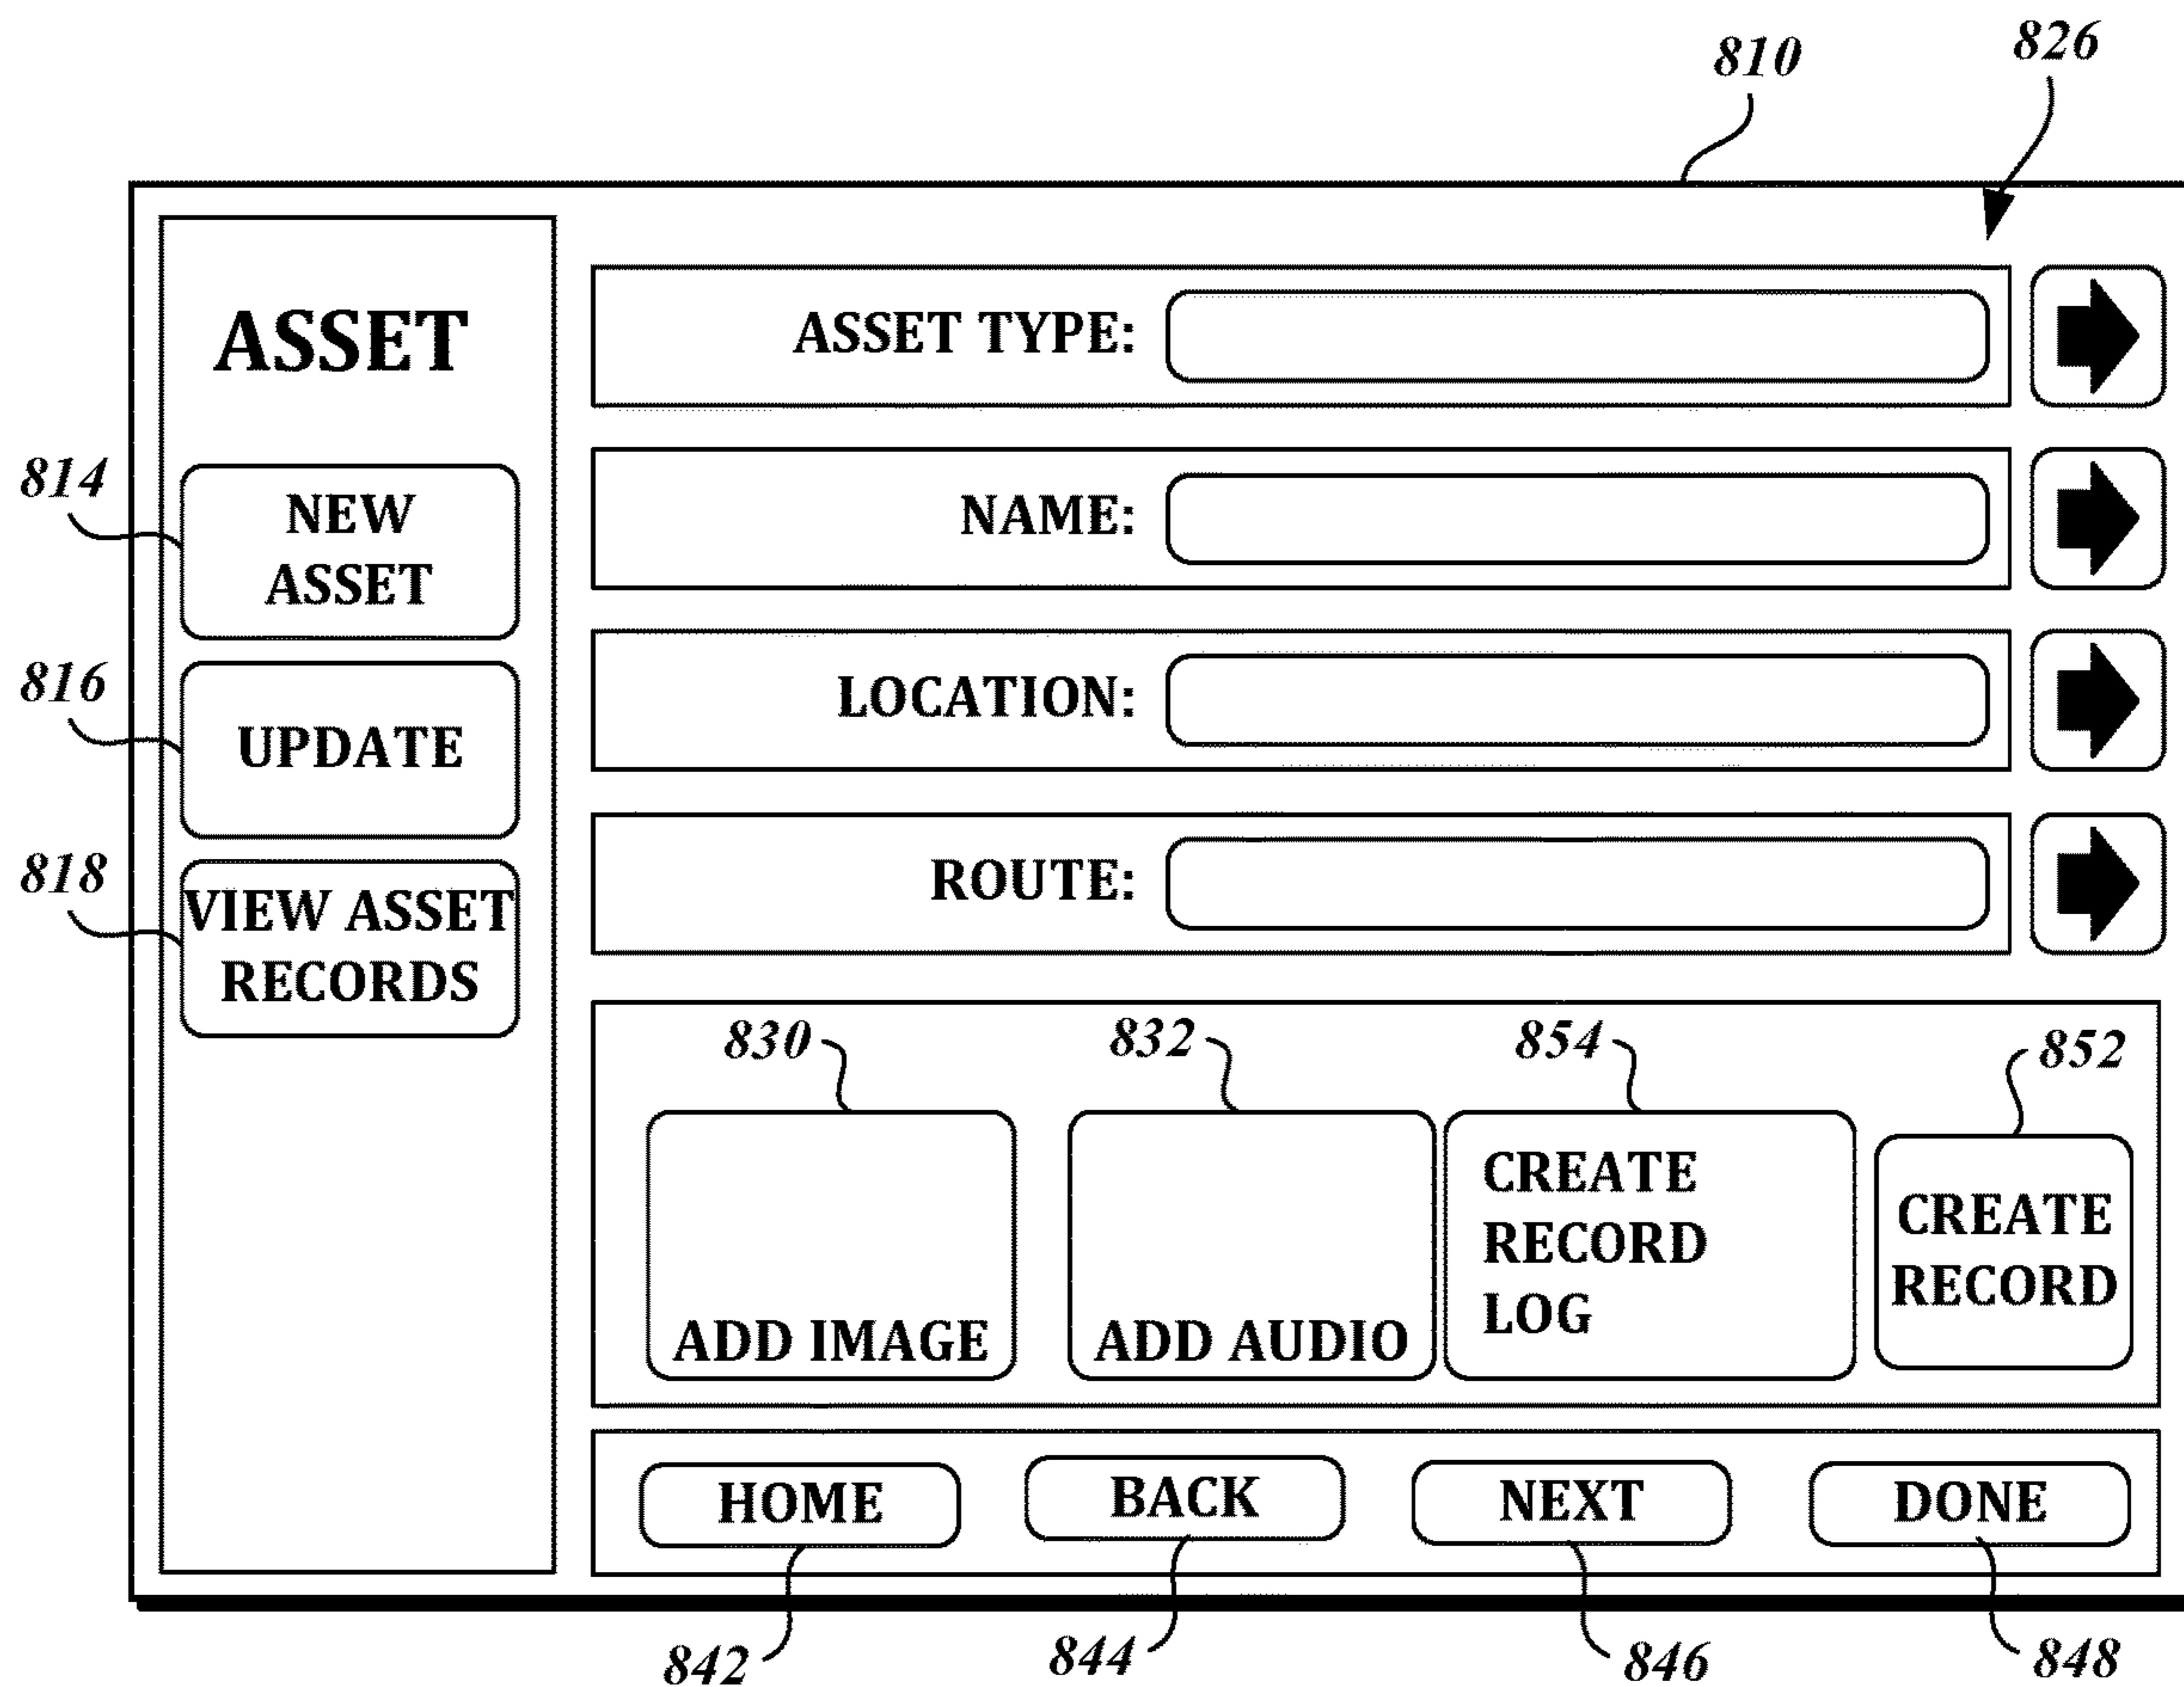 810
826
ASSET
814
NEW
ASSET
816
UPDATE
818
VIEW ASSET
RECORDS
ASSET TYPE:
NAME:
LOCATION:
ROUTE:
830
832
854
852
ADD IMAGE
ADD AUDIO
CREATE
RECORD
LOG
CREATE
RECORD
HOME
BACK
NEXT
DONE
842
844
846
848